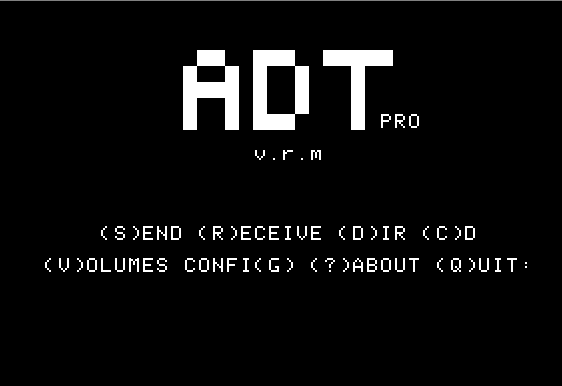 ADT PRO
v.r.m
(S)END (R)ECEIVE (D)IR (C)D
(V)OLUMES CONFI(G) (?)ABOUT (Q)UIT: